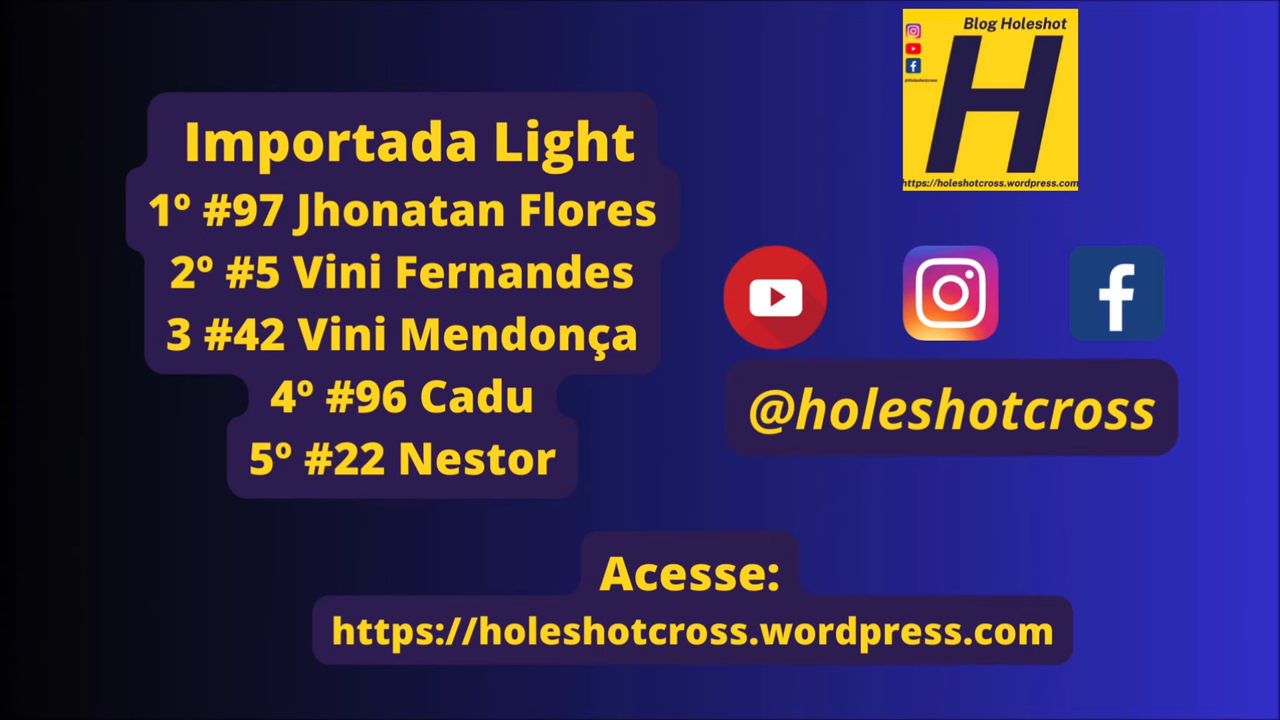 Blog Holeshot
H
@holeshotcross
https://holeshotcross.wordpress.com
Importada Light
1º #97 Jhonatan Flores
2º #5 Vini Fernandes
3 #42 Vini Mendonça
4º #96 Cadu
5º #22 Nestor
@holeshotcross
Acesse:
https://holeshotcross.wordpress.com